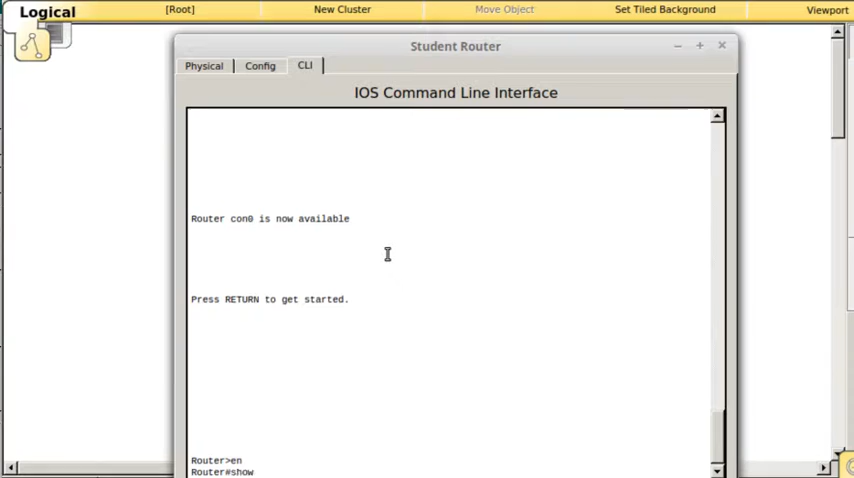 Logical [Root] New Cluster Move Object Set Tiled Background Viewport
Student Router
Physical Config CLI
IOS Command Line Interface
Router con0 is now available
Press RETURN to get started.
Router>en
Router#show